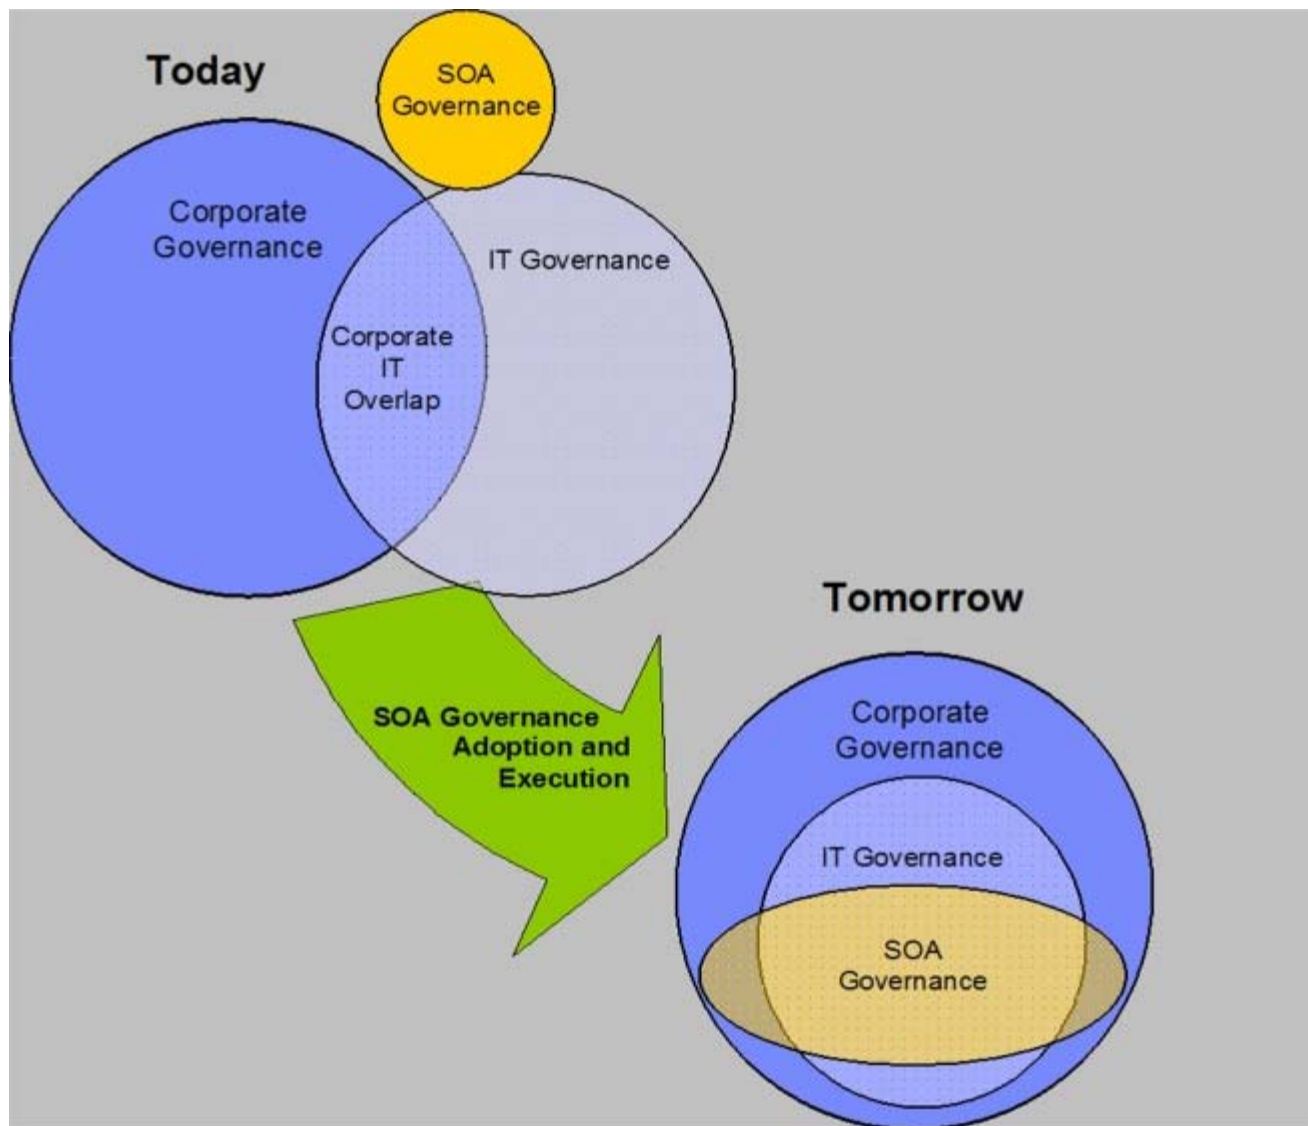 Today
SOA
Governance
Corporate
Governance
IT Governance
Corporate
IT
Overlap
SOA Governance
Adoption and
Execution
Tomorrow
Corporate
Governance
IT Governance
SOA
Governance